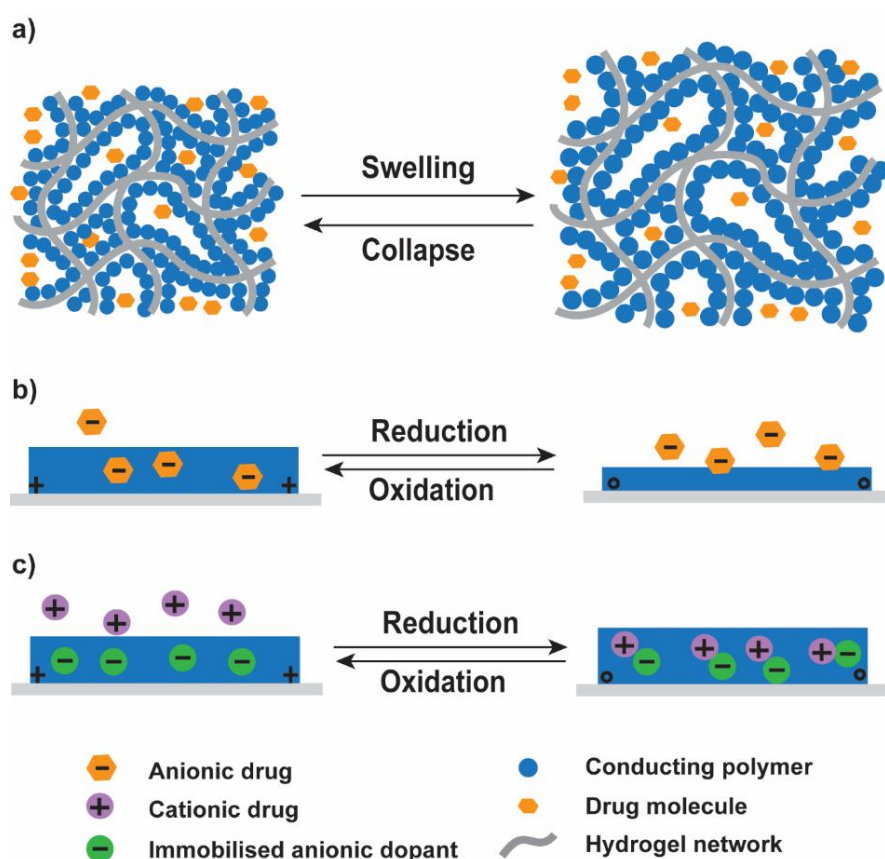 a)
Swelling
Collapse
b)
Reduction
Oxidation
c)
Reduction
Oxidation
Anionic drug
Conducting polymer
Cationic drug
Drug molecule
Immobilised anionic dopant
Hydrogel network